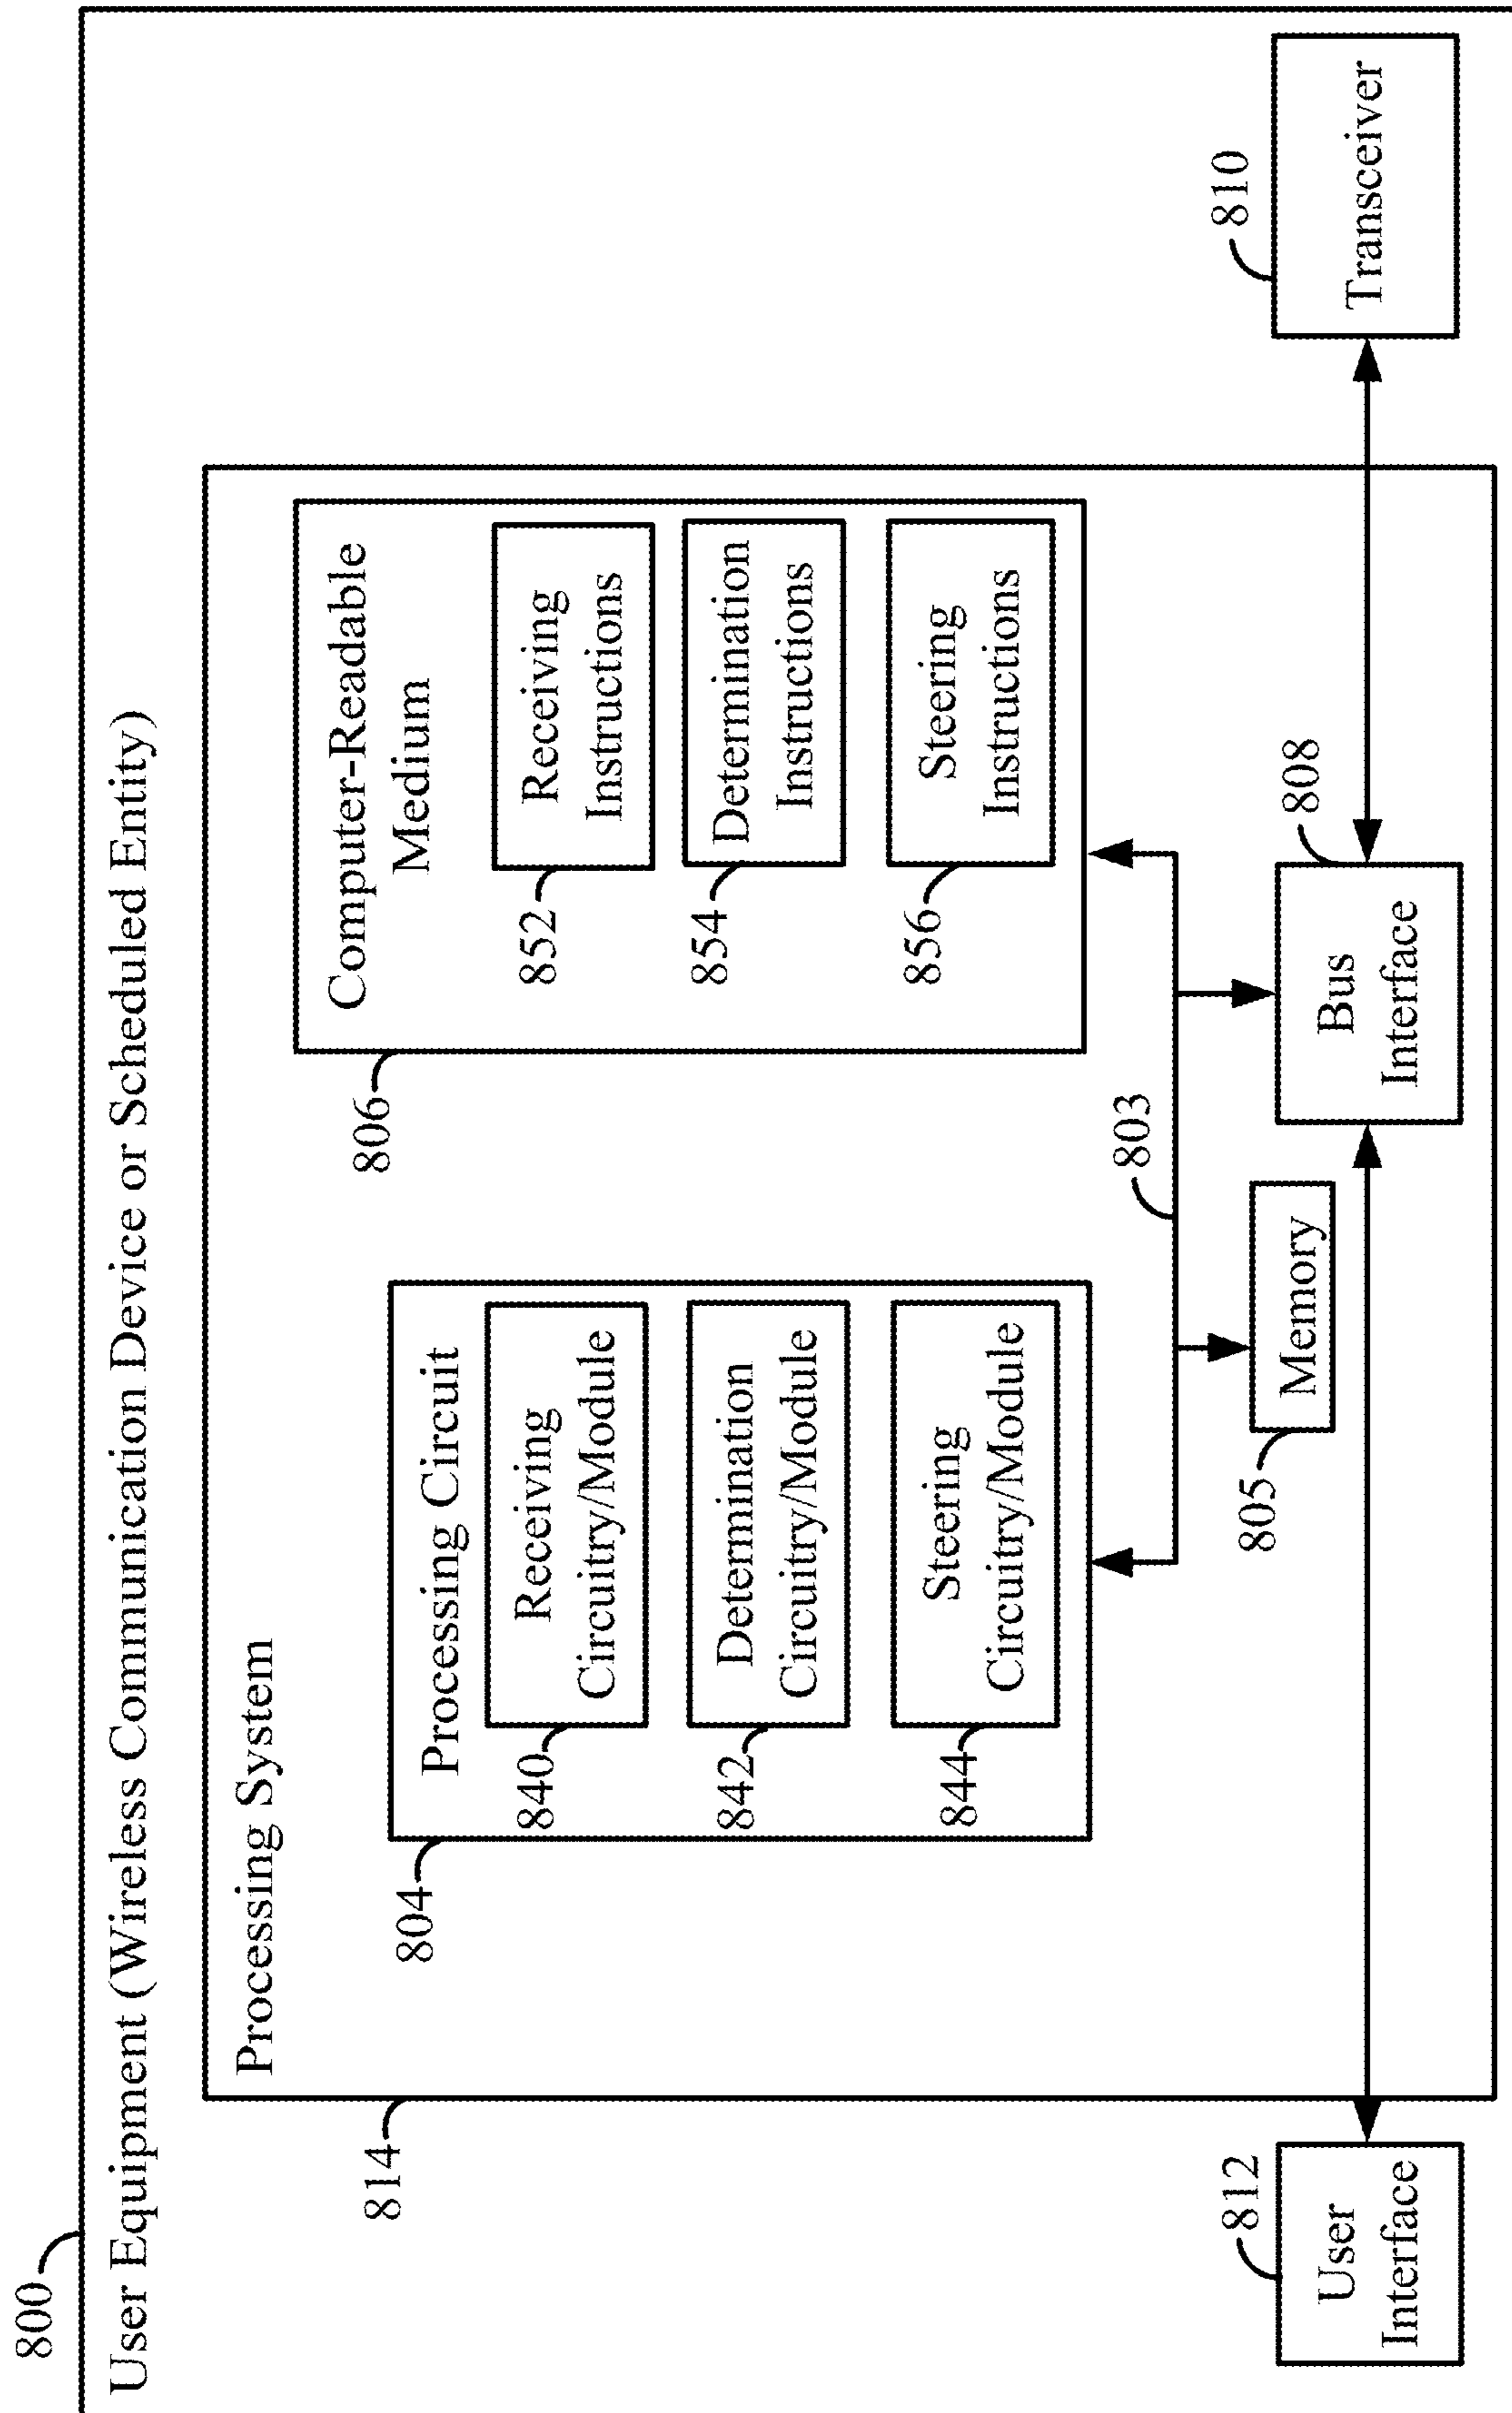 800
User Equipment (Wireless Communication Device or Scheduled Entity)
814
Processing System
804
Processing Circuit
840
Receiving
Circuitry/Module
842
Determination
Circuitry/Module
844
Steering
Circuitry/Module
806
Computer-Readable
Medium
852
Receiving
Instructions
854
Determination
Instructions
856
Steering
Instructions
803
805
Memory
808
Bus
Interface
812
User
Interface
810
Transceiver